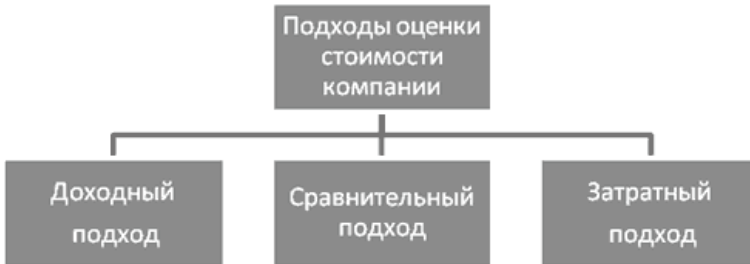 Подходы оценки
стоимости
компании
Доходный
подход
Сравнительный
подход
Затратный
подход